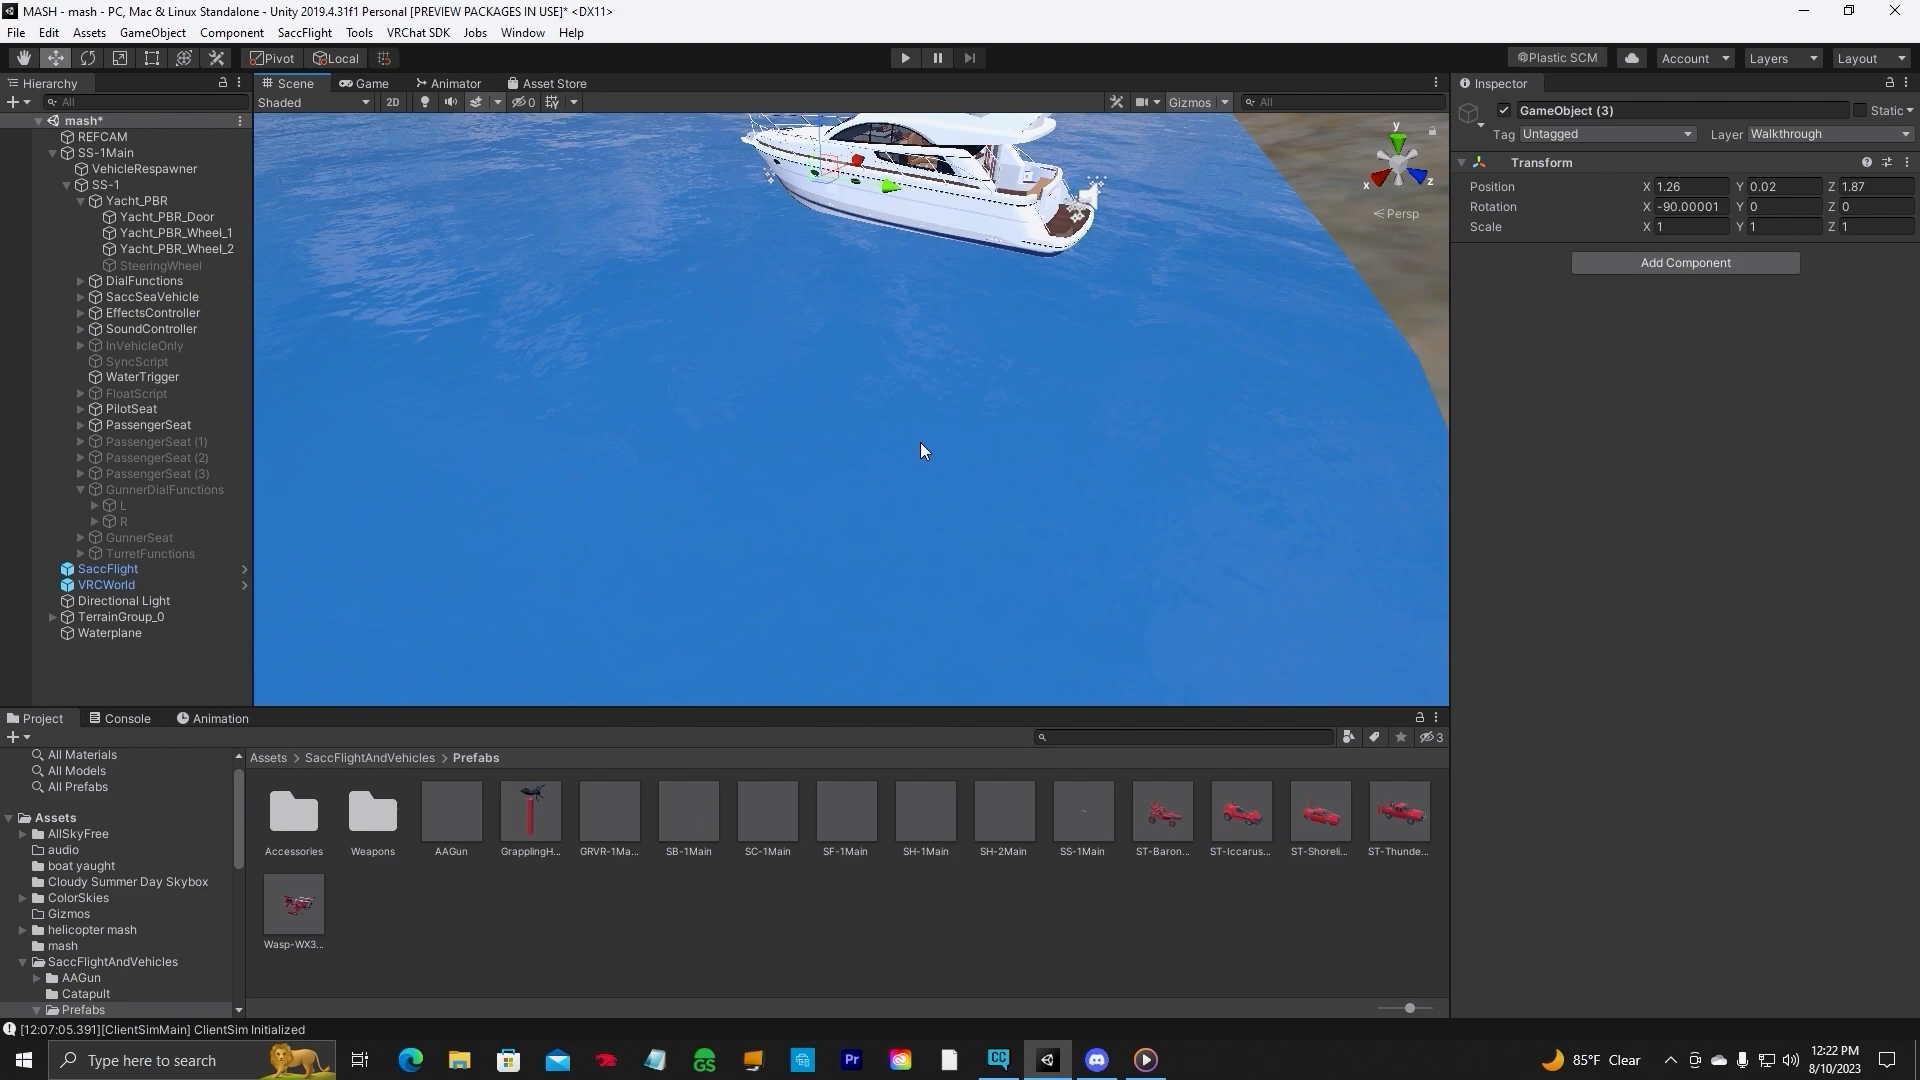 MASH - mash - PC, Mac & Linux Standalone - Unity 2019.4.31f1 Personal [PREVIEW PACKAGES IN USE]* <DX11>
File Edit Assets GameObject Component SaccFlight Tools VRChat SDK Jobs Window Help
Pivot Local Plastic SCM Account Layers Layout
Hierarchy Scene Game Animator Asset Store Inspector
All Shaded 2D 0 Gizmos All
GameObject (3) Static
Tag Untagged Layer Walkthrough
Transform
Position X 1.26 Y 0.02 Z 1.87
Rotation X -90.00001 Y 0 Z 0
Scale X 1 Y 1 Z 1
Add Component
y
x
z
Persp
mash*
REFCAM
SS-1Main
VehicleRespawner
SS-1
Yacht_PBR
Yacht_PBR_Door
Yacht_PBR_Wheel_1
Yacht_PBR_Wheel_2
SteeringWheel
DialFunctions
SaccSeaVehicle
EffectsController
SoundController
InVehicleOnly
SyncScript
WaterTrigger
FloatScript
PilotSeat
PassengerSeat
PassengerSeat (1)
PassengerSeat (2)
PassengerSeat (3)
GunnerDialFunctions
L
R
GunnerSeat
TurretFunctions
SaccFlight
VRCWorld
Directional Light
TerrainGroup_0
Waterplane
Project Console Animation
3
All Materials
All Models
All Prefabs
Assets
AllSkyFree
audio
boat yaught
Cloudy Summer Day Skybox
ColorSkies
Gizmos
helicopter mash
mash
SaccFlightAndVehicles
AAGun
Catapult
Prefabs
Assets > SaccFlightAndVehicles > Prefabs
Accessories Weapons AAGun GrapplingH... GRVR-1Ma... SB-1Main SC-1Main SF-1Main SH-1Main SH-2Main SS-1Main ST-Baron... ST-Iccarus... ST-Shoreli... ST-Thunde...
Wasp-WX3...
[12:07:05.391][ClientSimMain] ClientSim Initialized
Type here to search
GS
Pr
CC
85°F Clear
12:22 PM
8/10/2023